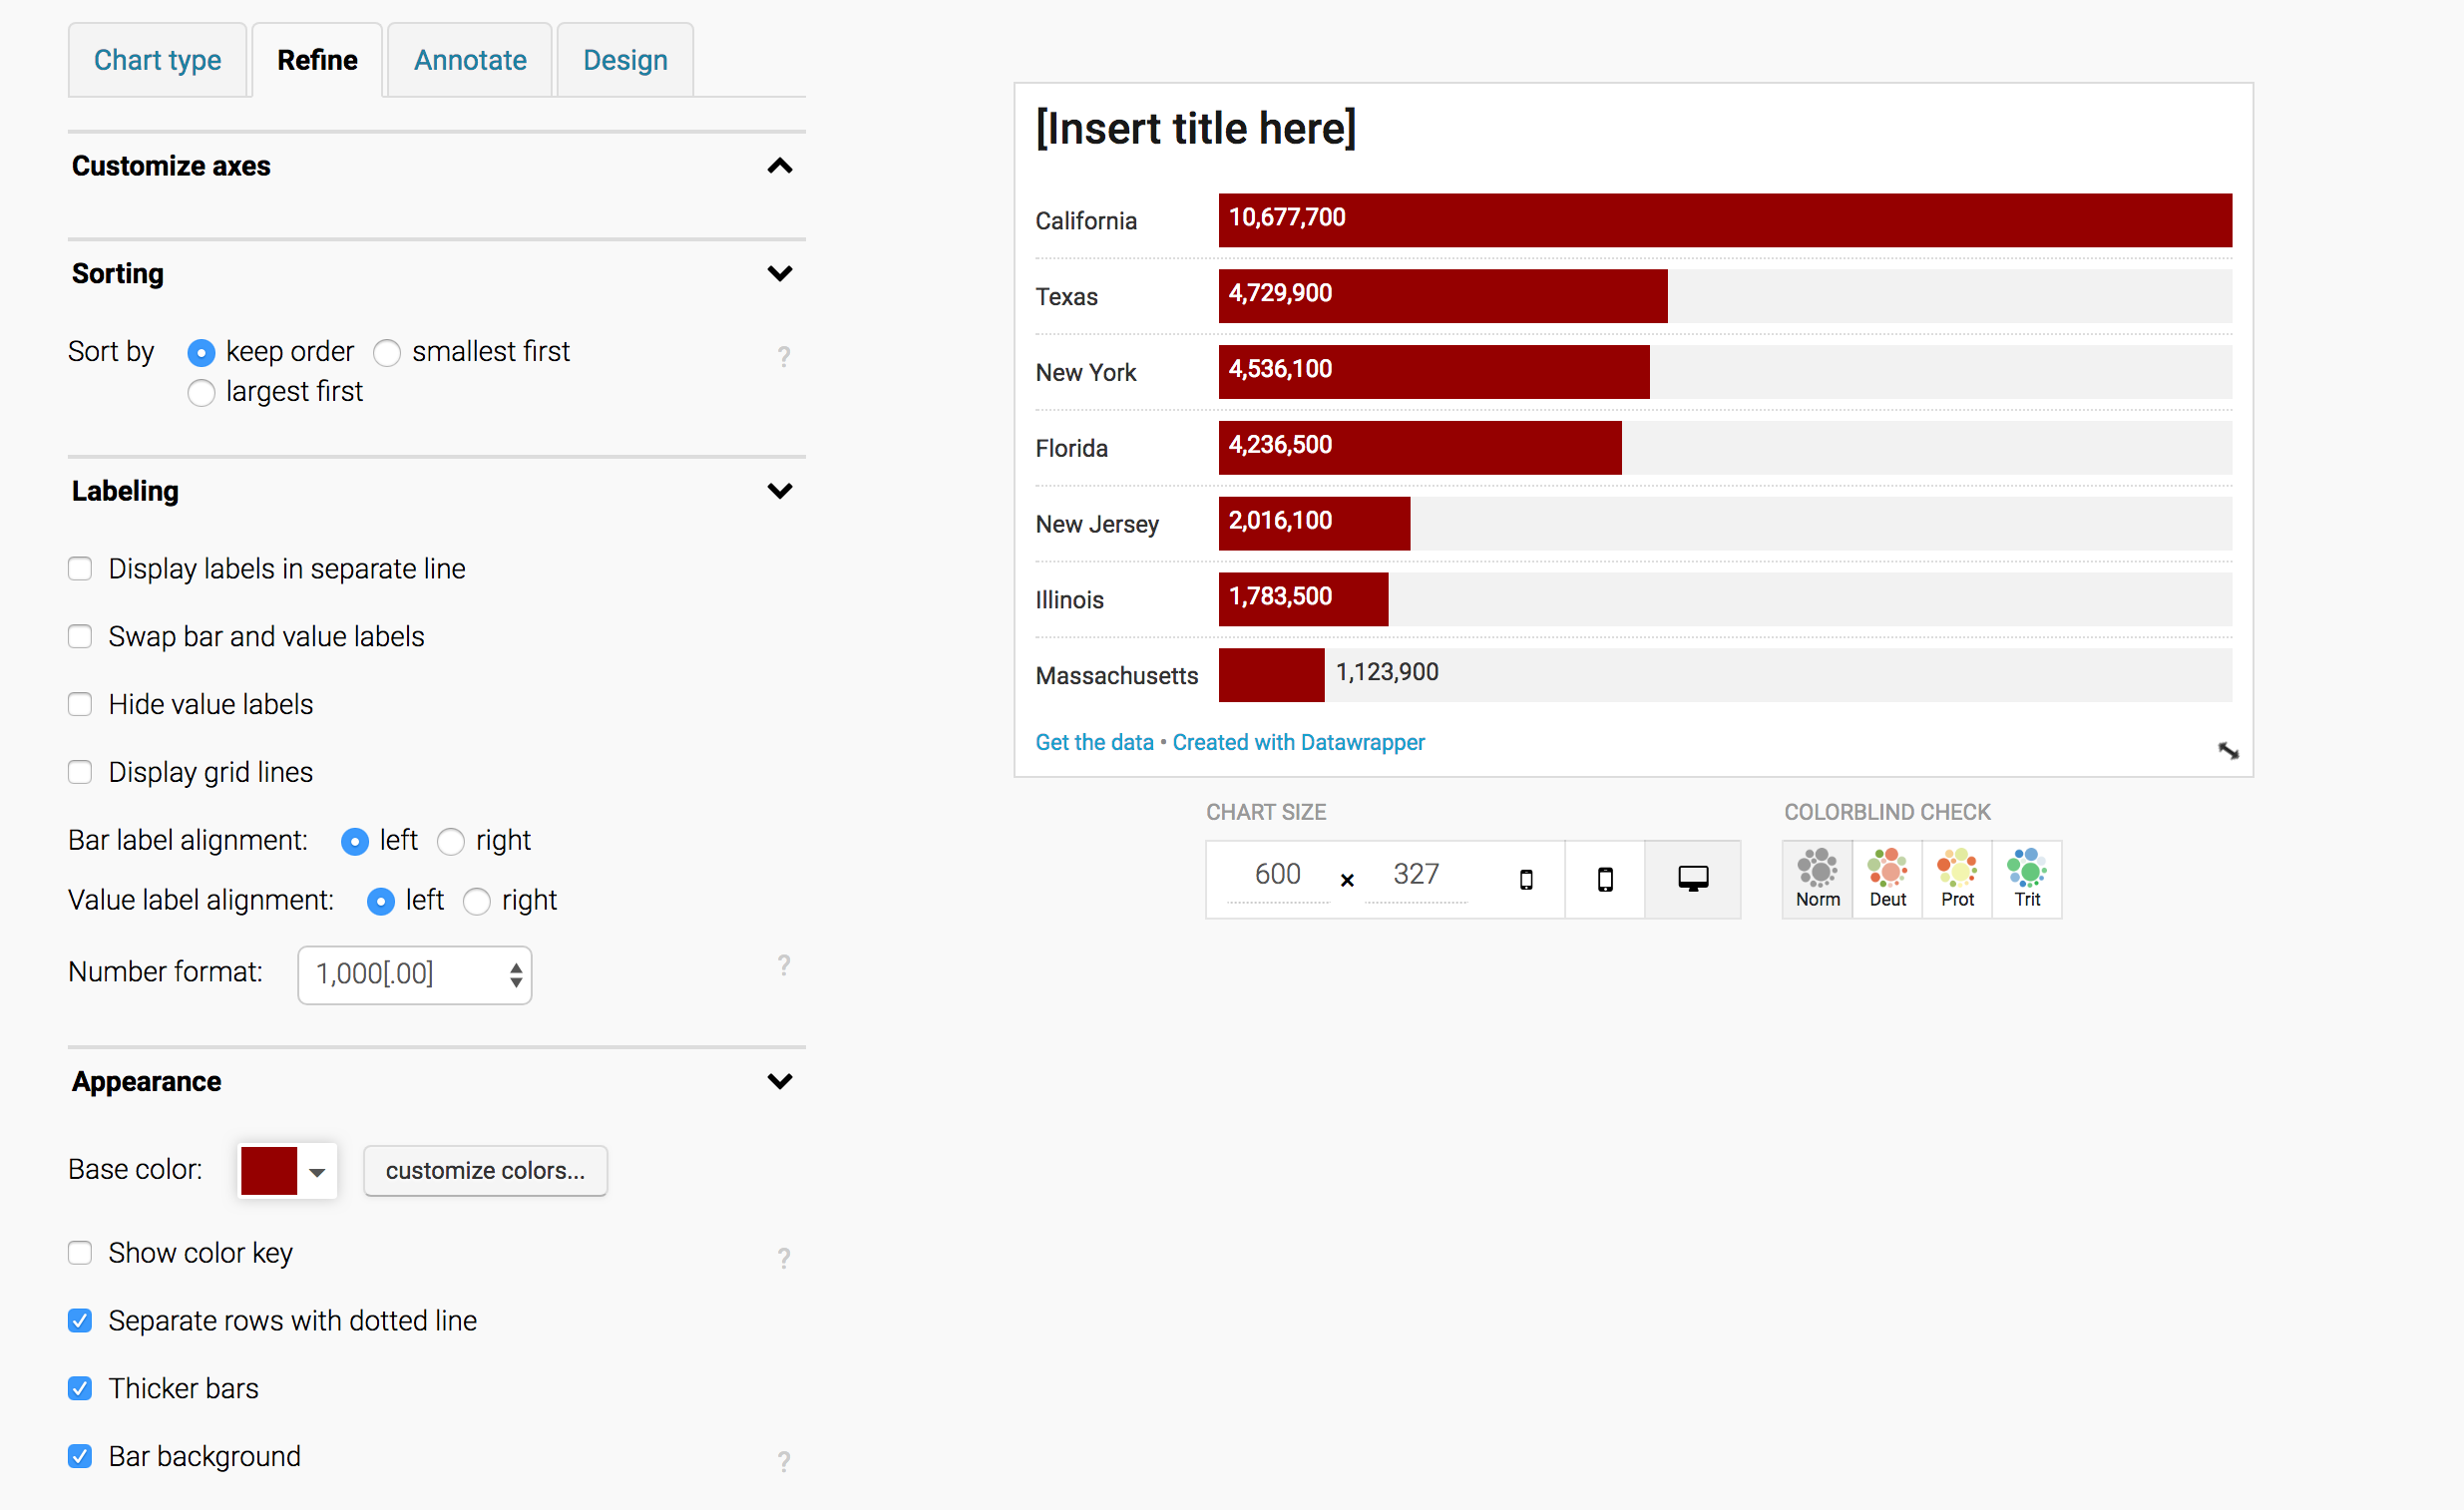 Chart type Refine Annotate Design
Customize axes
Sorting
Sort by keep order smallest first ?
largest first
Labeling
Display labels in separate line
Swap bar and value labels
Hide value labels
Display grid lines
Bar label alignment: left right
Value label alignment: left right
Number format: 1,000[.00] ?
Appearance
Base color: customize colors...
Show color key ?
Separate rows with dotted line
Thicker bars
Bar background ?
[Insert title here]
California 10,677,700
Texas 4,729,900
New York 4,536,100
Florida 4,236,500
New Jersey 2,016,100
Illinois 1,783,500
Massachusetts 1,123,900
Get the data • Created with Datawrapper
CHART SIZE
600 × 327
COLORBLIND CHECK
Norm Deut Prot Trit